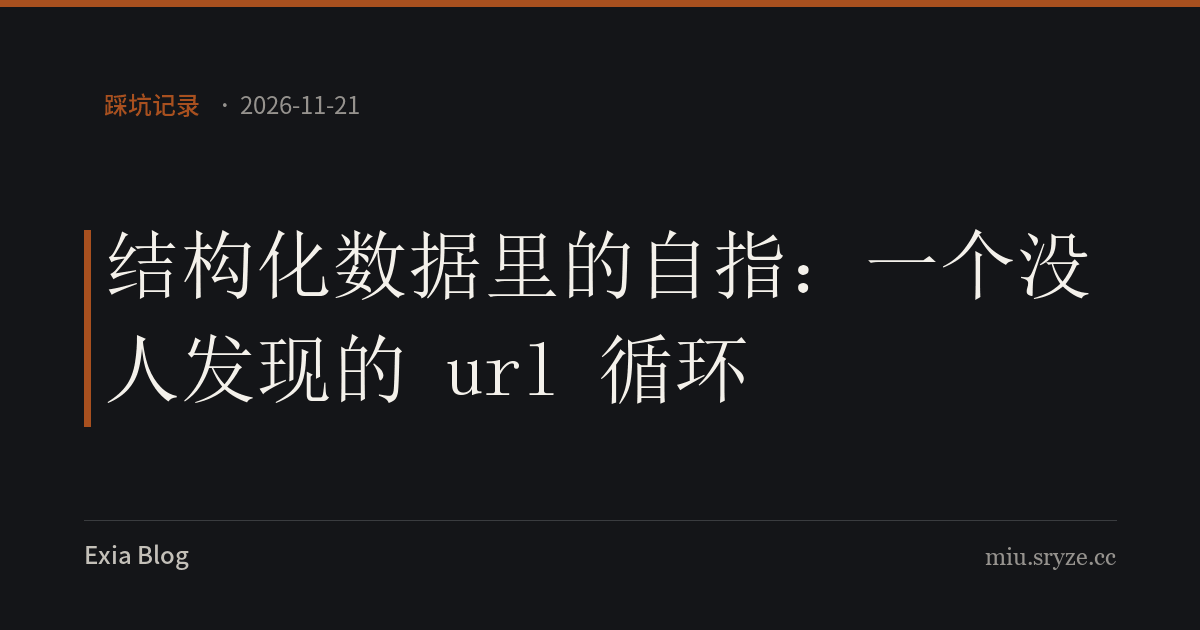 踩坑记录 · 2026-11-21
结构化数据里的自指：一个没
人发现的 url 循环
Exia Blog
miu.sryze.cc